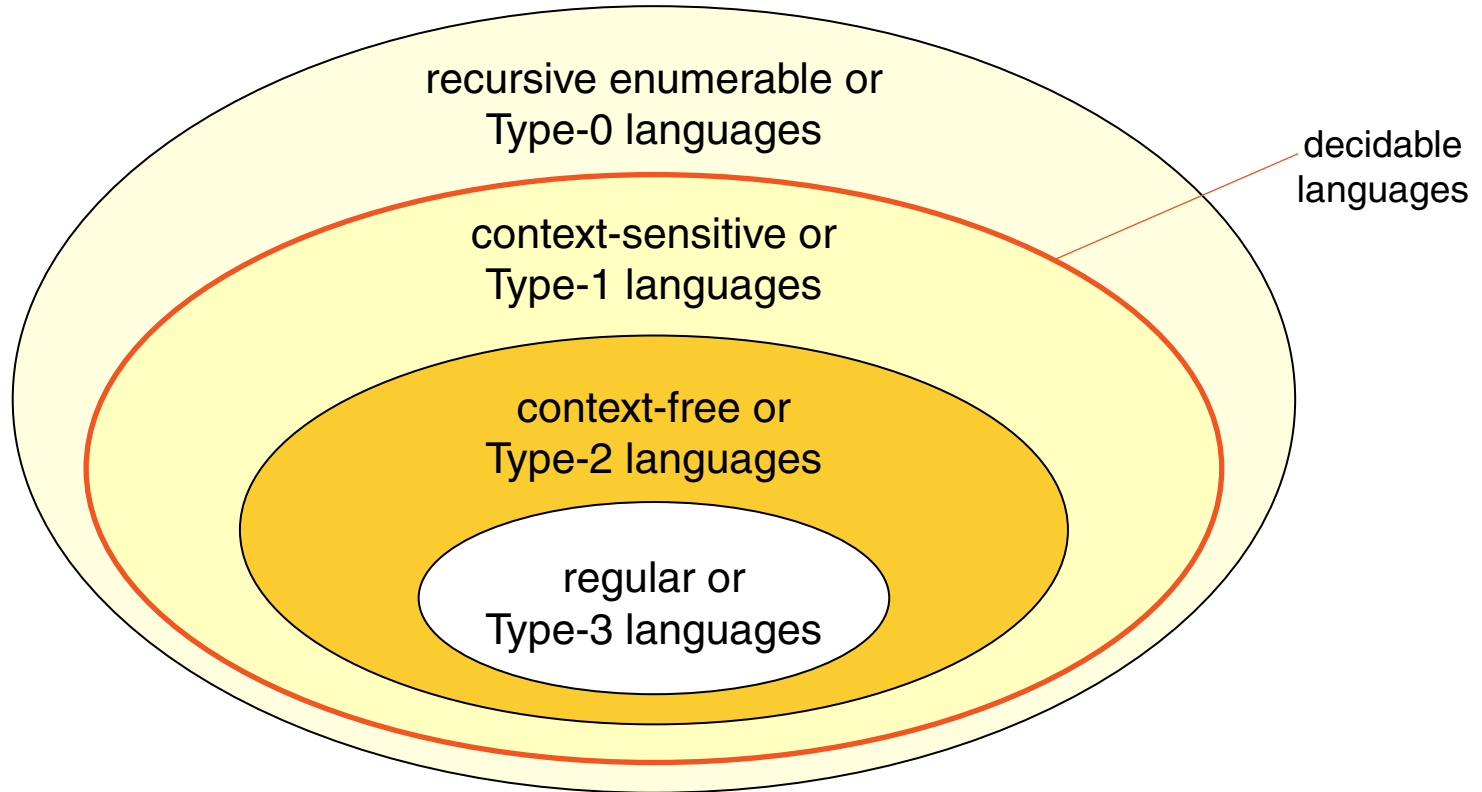 recursive enumerable or
Type-0 languages
decidable
languages
context-sensitive or
Type-1 languages
context-free or
Type-2 languages
regular or
Type-3 languages